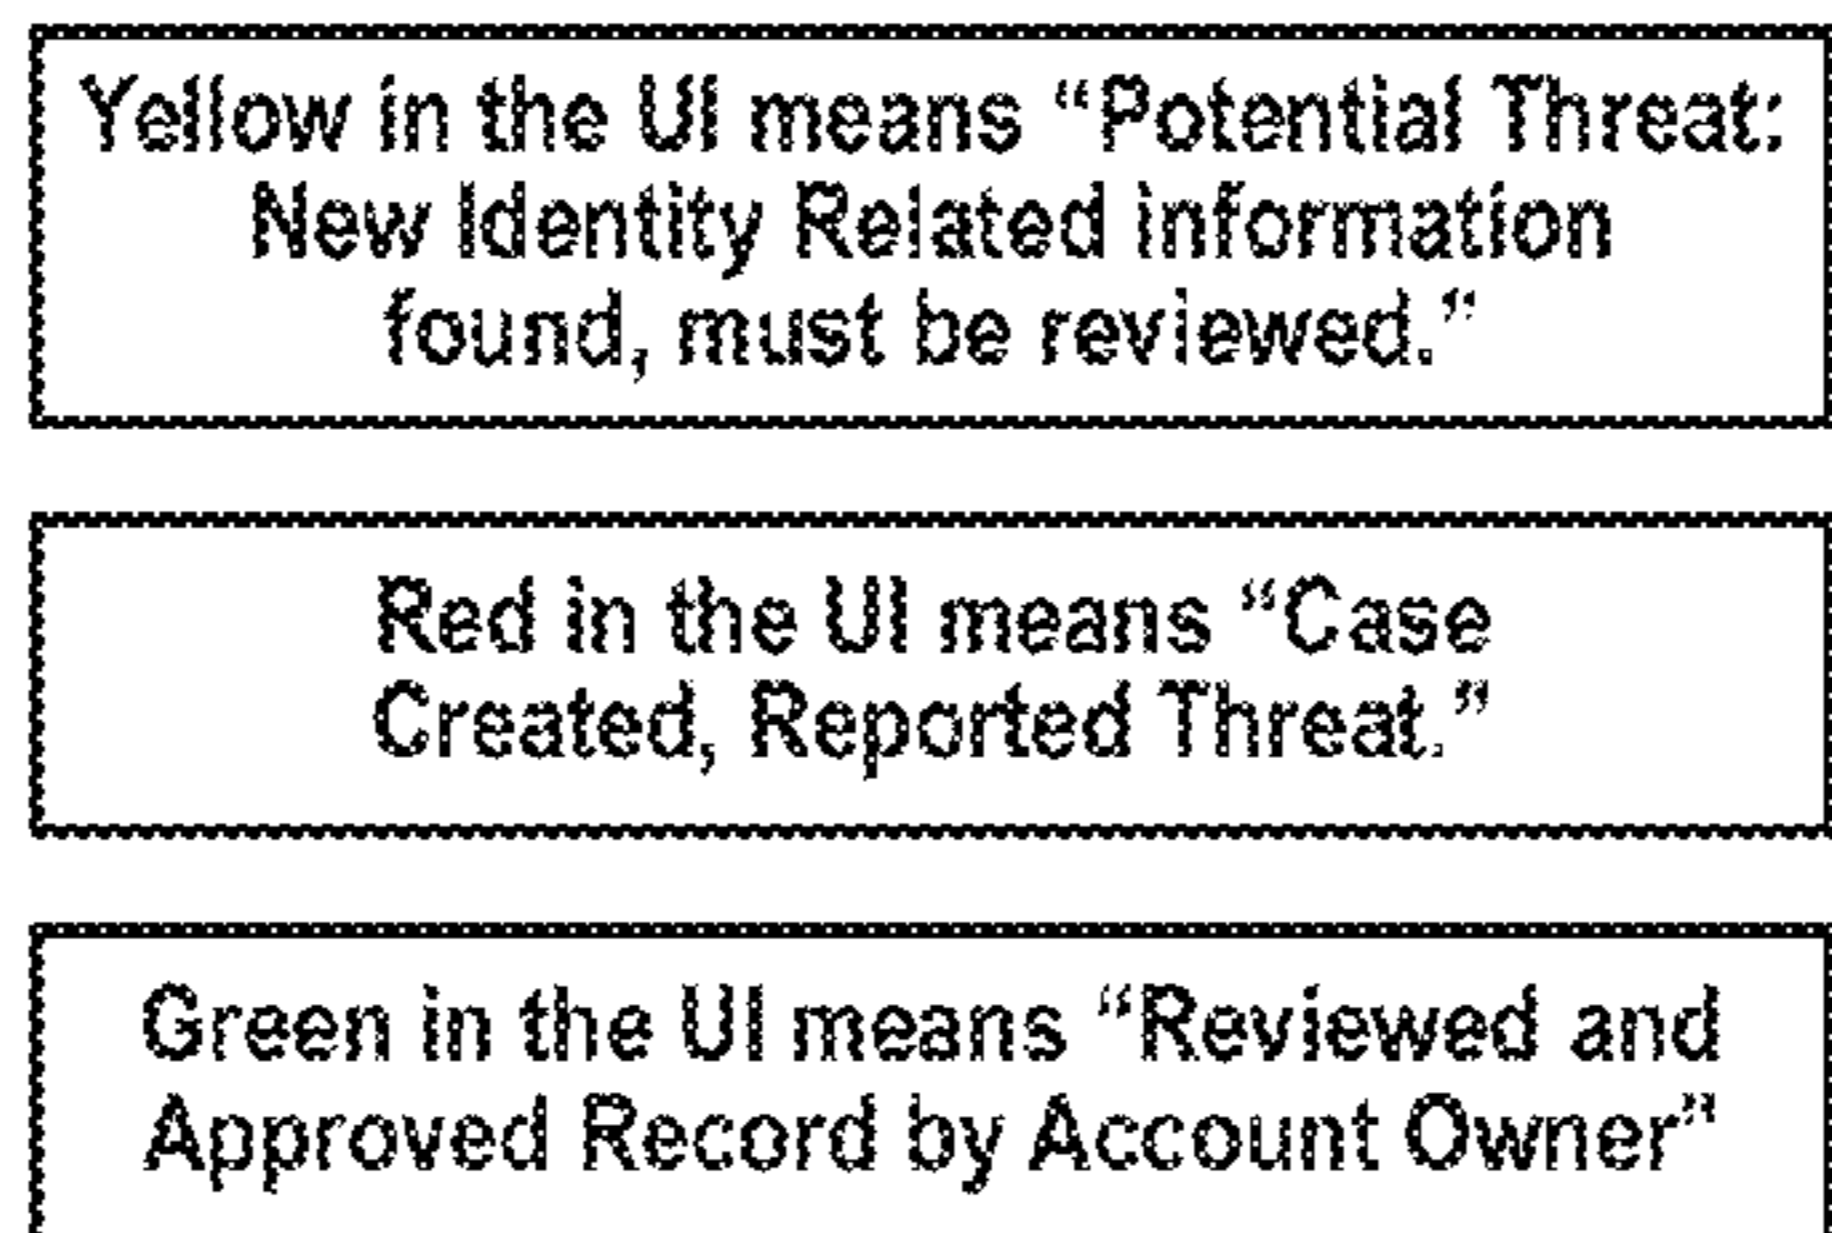 Yellow in the UI means “Potential Threat:
New Identity Related information
found, must be reviewed.”
Red in the UI means “Case
Created, Reported Threat.”
Green in the UI means “Reviewed and
Approved Record by Account Owner”